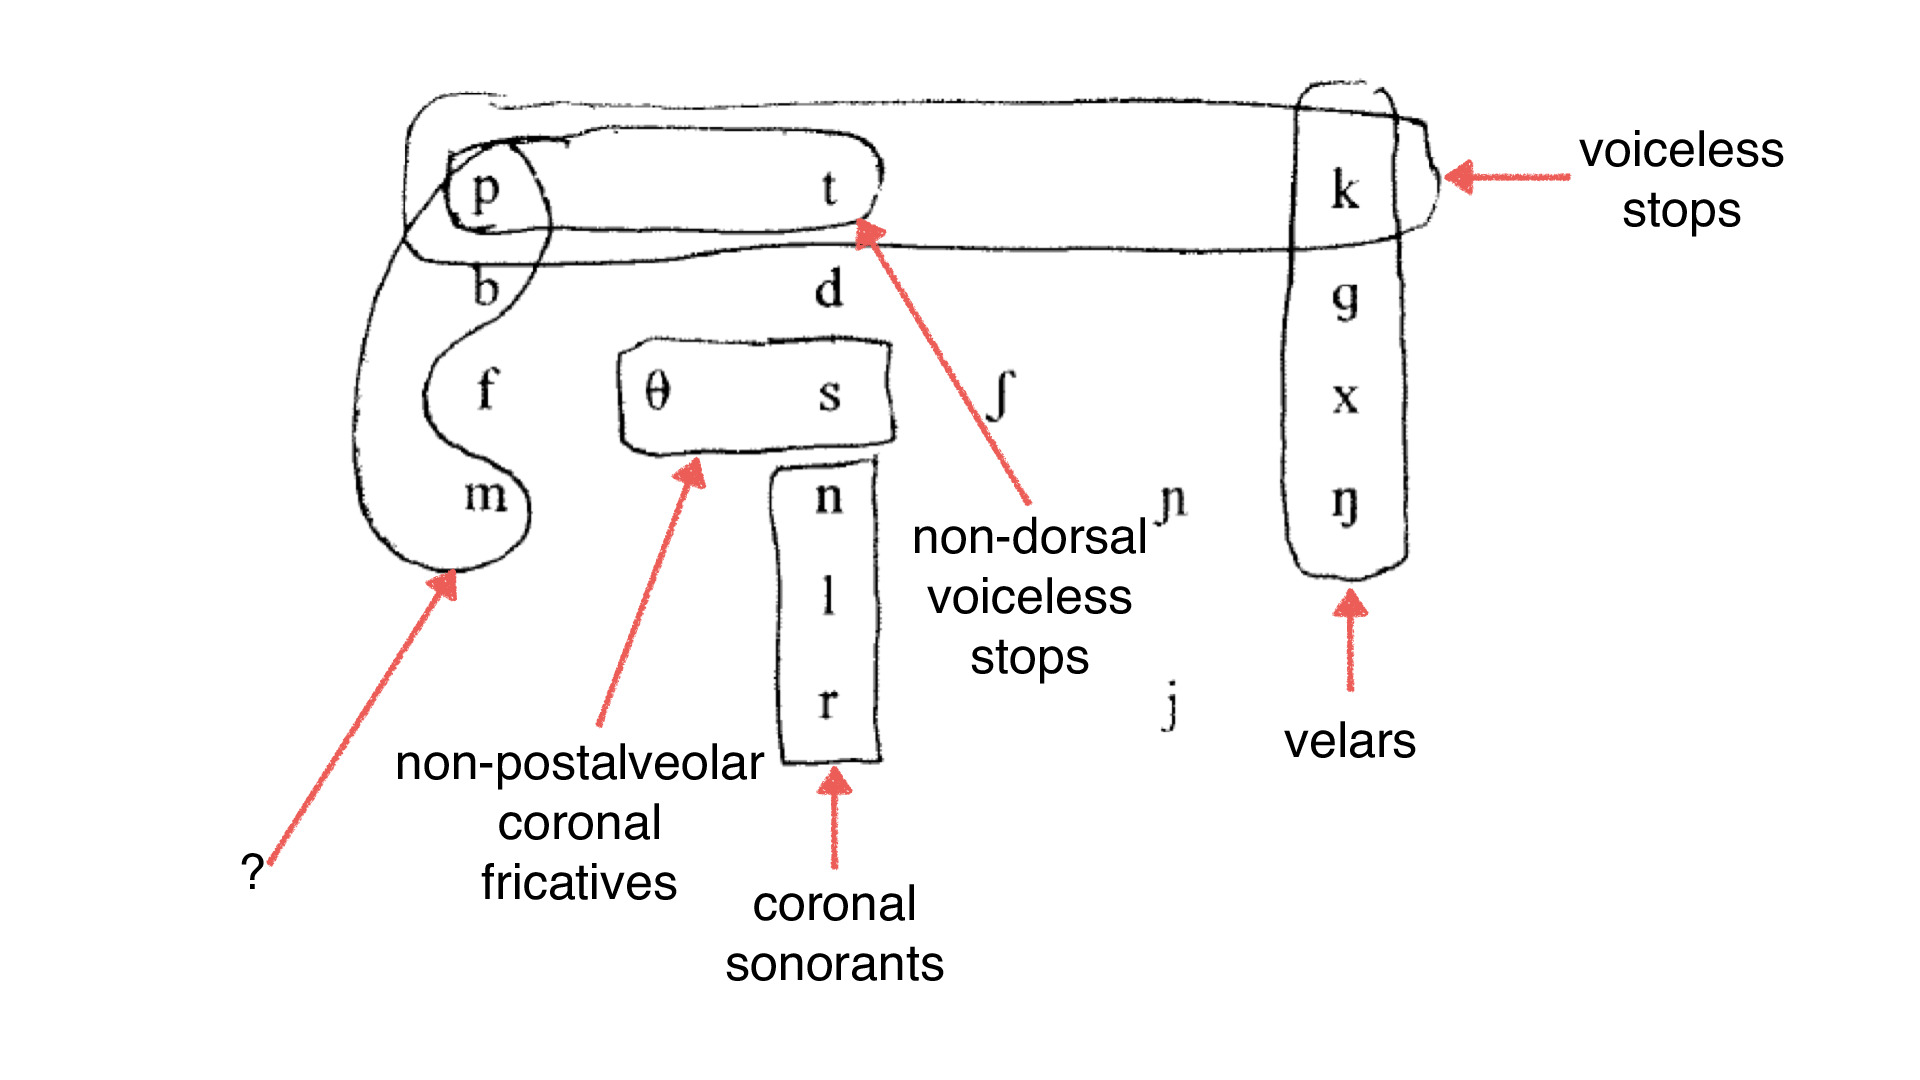 voiceless
stops
p t k
b d g
f θ s ʃ x
m n ɲ ŋ
l
r j
non-dorsal
voiceless
stops
velars
non-postalveolar
coronal
fricatives
?
coronal
sonorants